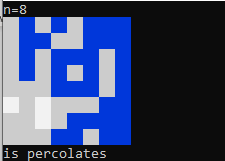 n=8
is percolates